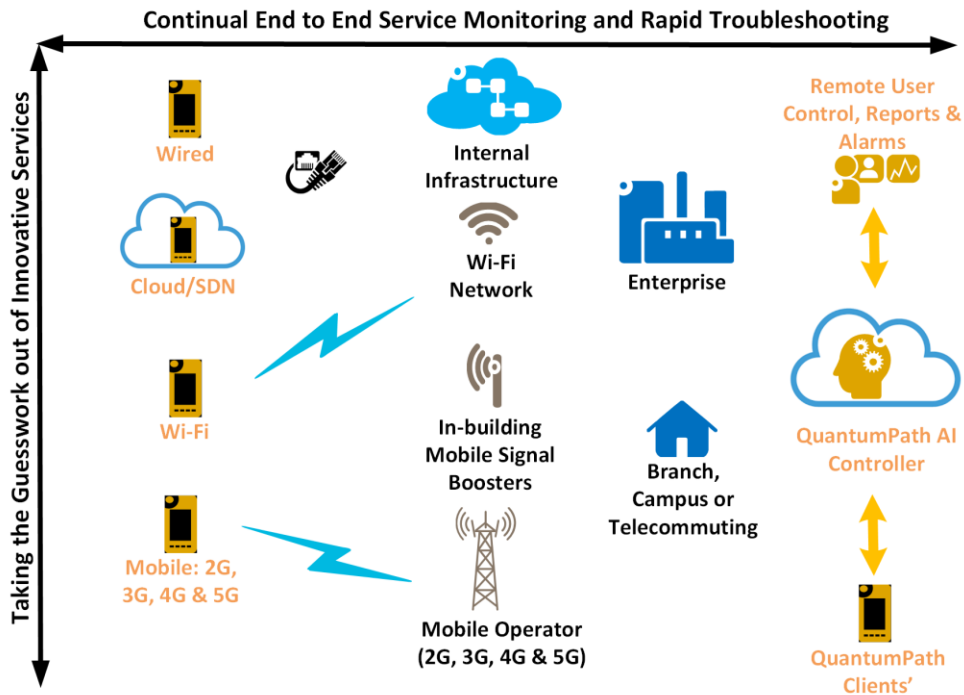 Continual End to End Service Monitoring and Rapid Troubleshooting
Taking the Guesswork out of Innovative Services
Wired
Cloud/SDN
Wi-Fi
Mobile: 2G,
3G, 4G & 5G
Internal
Infrastructure
Wi-Fi
Network
In-building
Mobile Signal
Boosters
Mobile Operator
(2G, 3G, 4G & 5G)
Enterprise
Branch,
Campus or
Telecommuting
Remote User
Control, Reports &
Alarms
QuantumPath AI
Controller
QuantumPath
Clients’